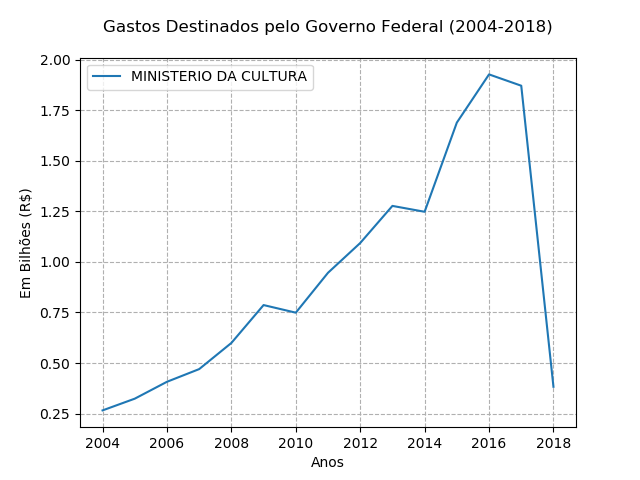 Gastos Destinados pelo Governo Federal (2004-2018)
MINISTERIO DA CULTURA
Em Bilhões (R$)
2.00
1.75
1.50
1.25
1.00
0.75
0.50
0.25
2004 2006 2008 2010 2012 2014 2016 2018
Anos